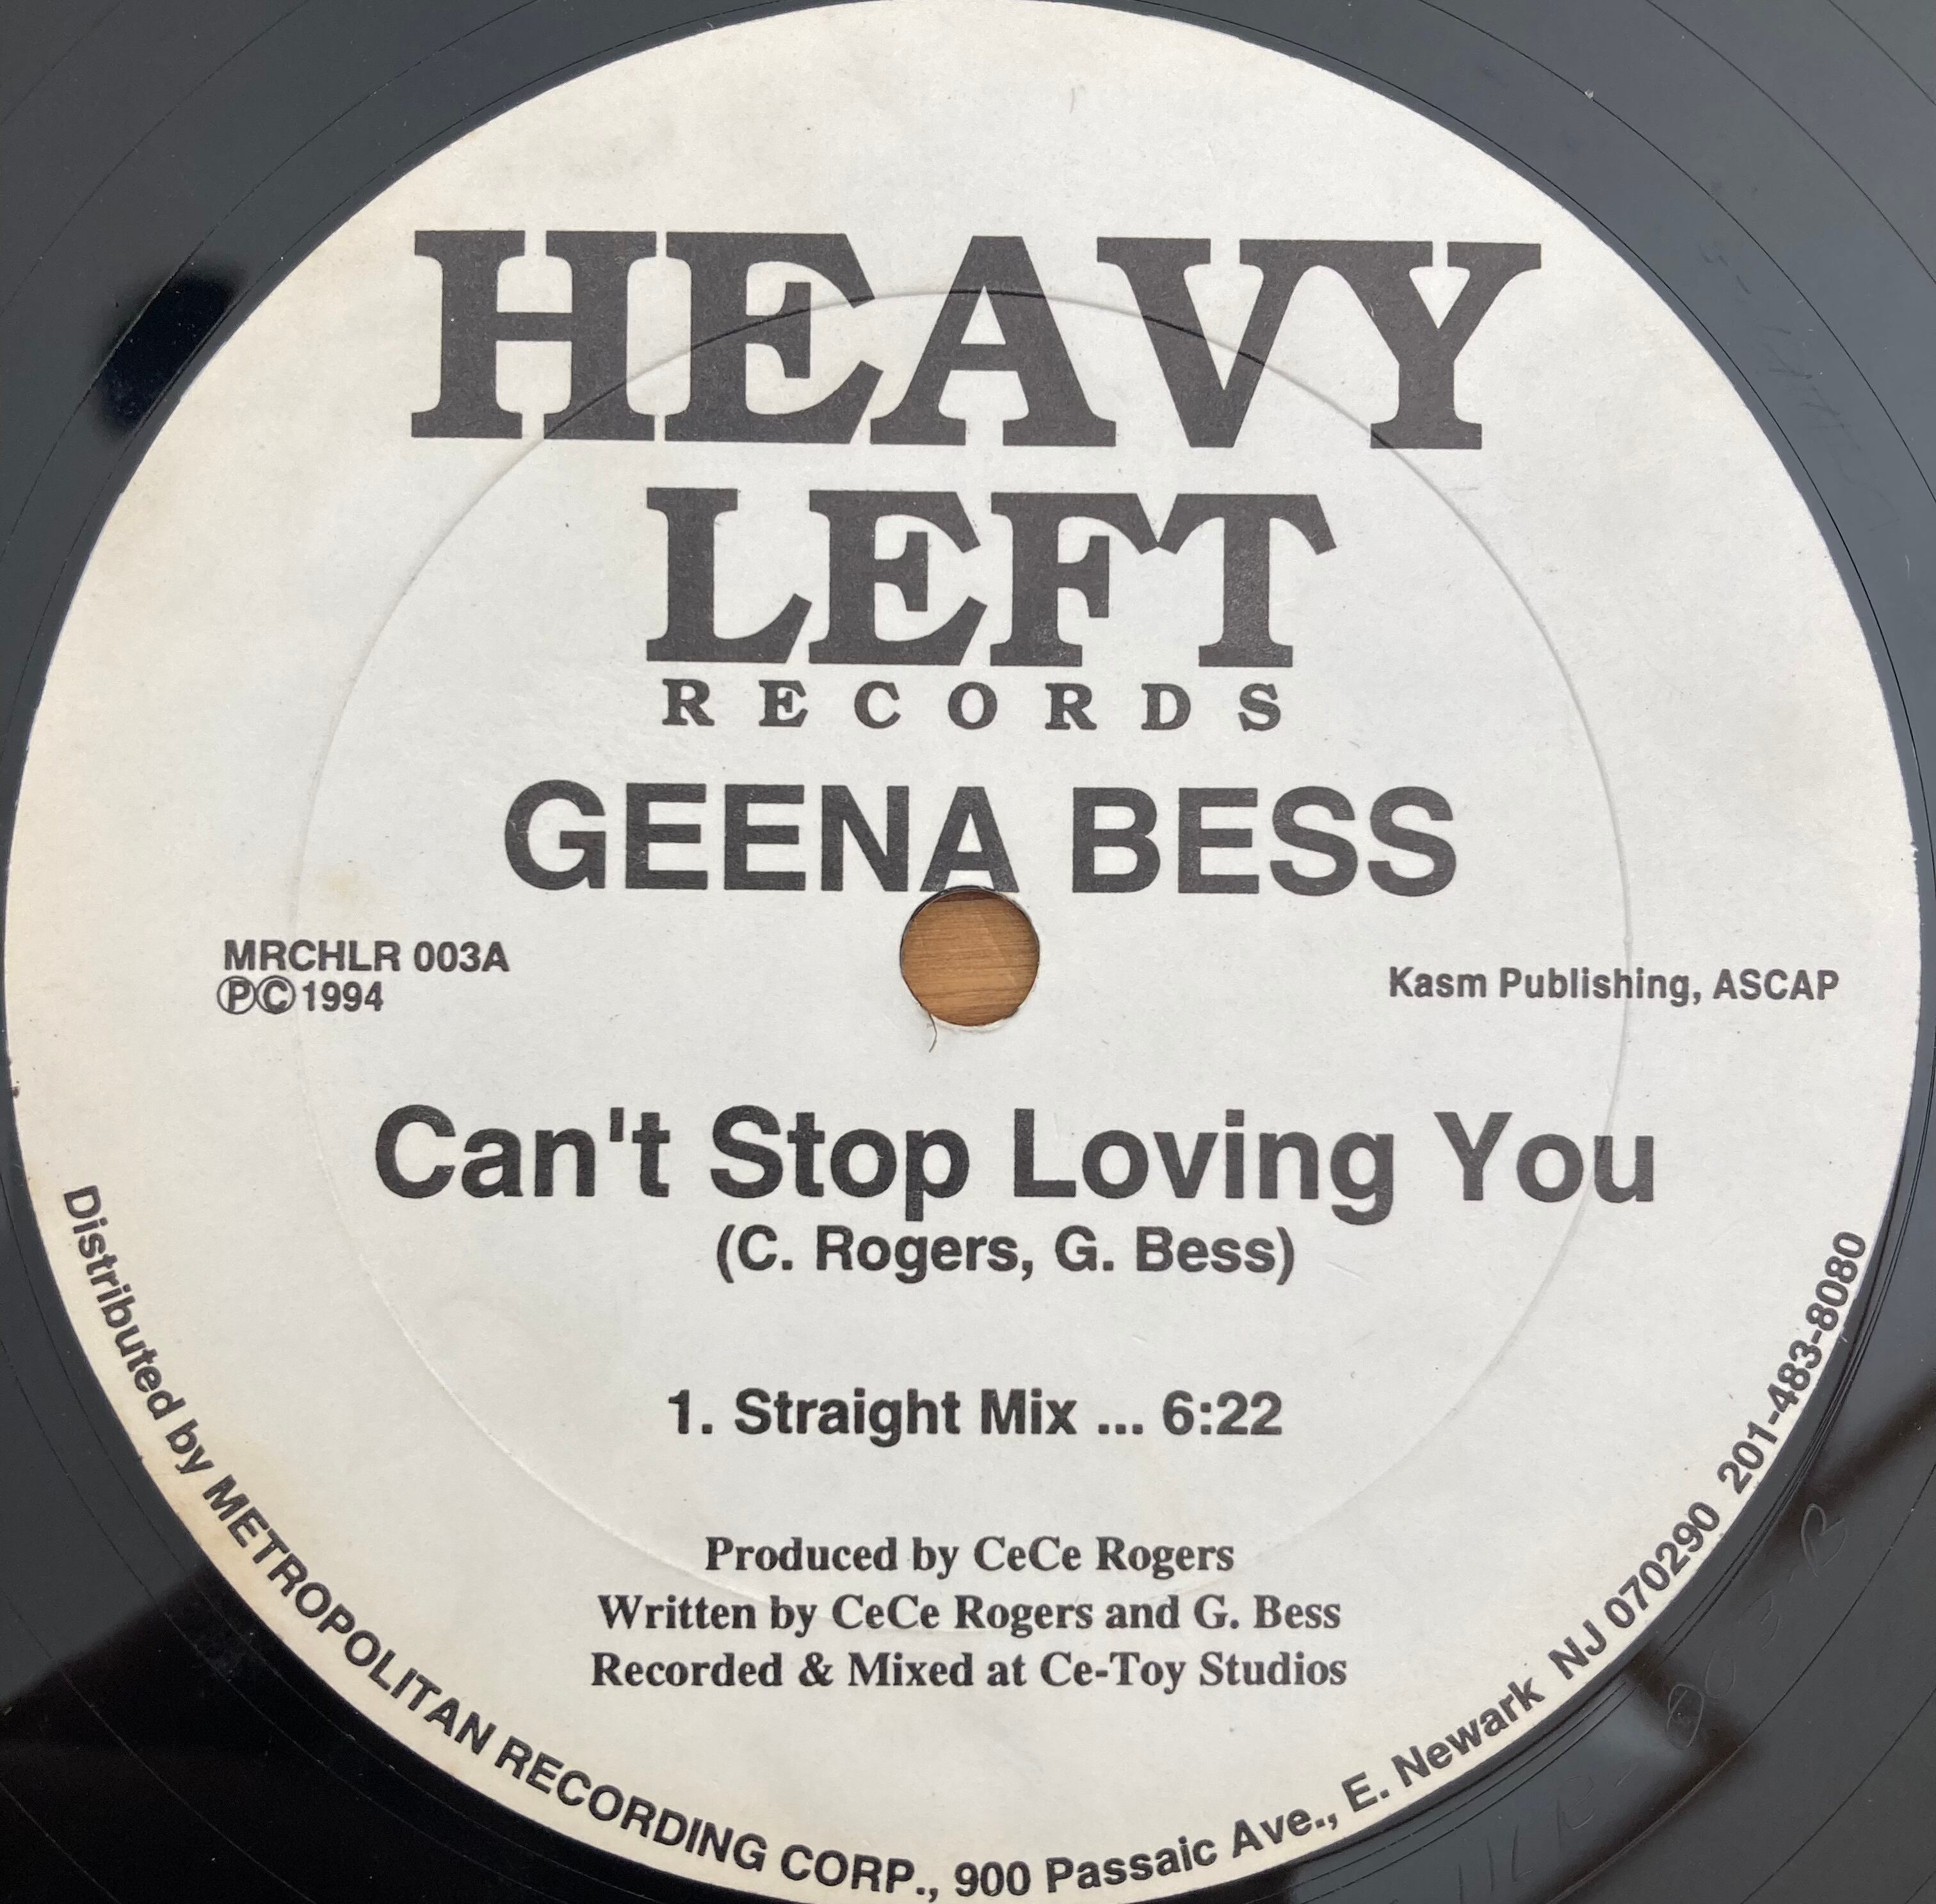 HEAVY
LEFT
RECORDS
GEENA BESS
MRCHLR 003A
ⓅⒸ1994
Kasm Publishing, ASCAP
Can't Stop Loving You
(C. Rogers, G. Bess)
1. Straight Mix ... 6:22
Produced by CeCe Rogers
Written by CeCe Rogers and G. Bess
Recorded & Mixed at Ce-Toy Studios
Distributed by METROPOLITAN RECORDING CORP., 900 Passaic Ave., E. Newark NJ 070290 201-483-8080